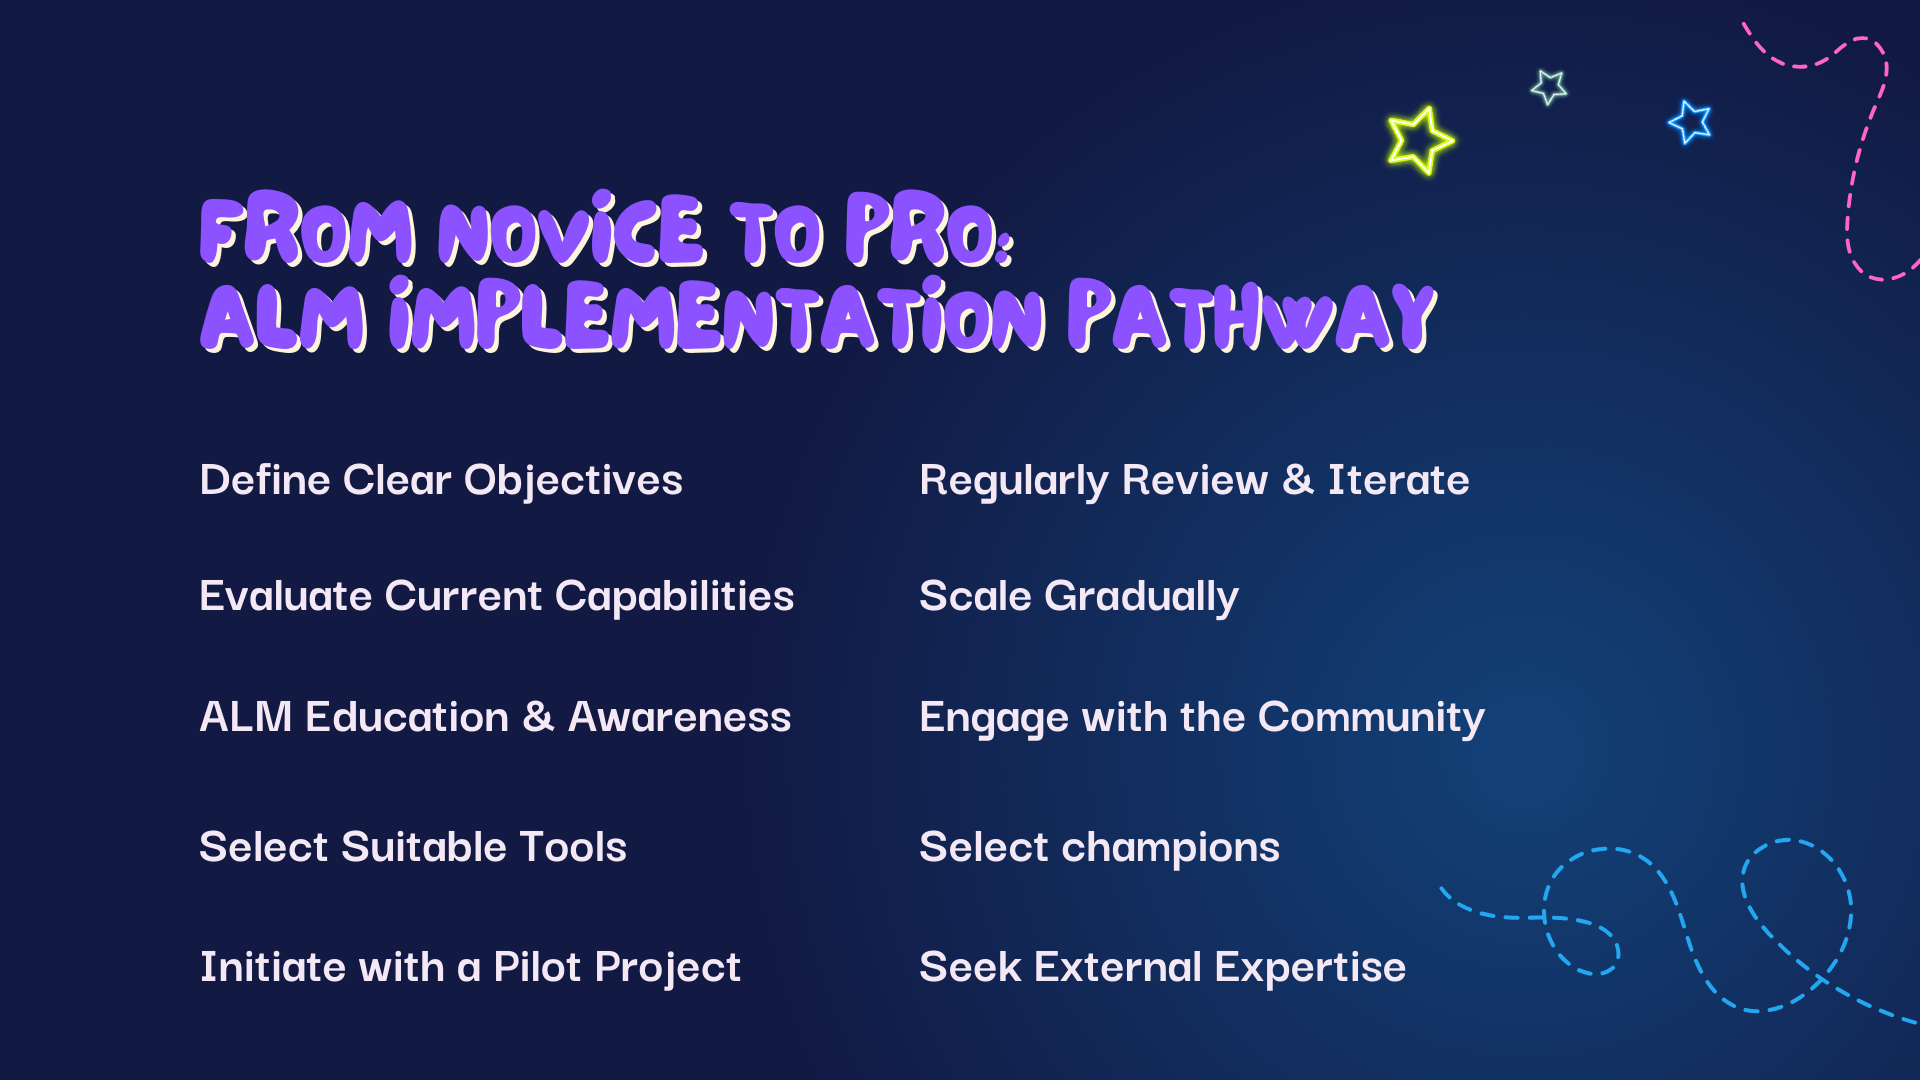 FROM NOViCE TO PRO:
ALM iMPLEMENTATiON PATHWAY
Define Clear Objectives
Evaluate Current Capabilities
ALM Education & Awareness
Select Suitable Tools
Initiate with a Pilot Project
Regularly Review & Iterate
Scale Gradually
Engage with the Community
Select champions
Seek External Expertise